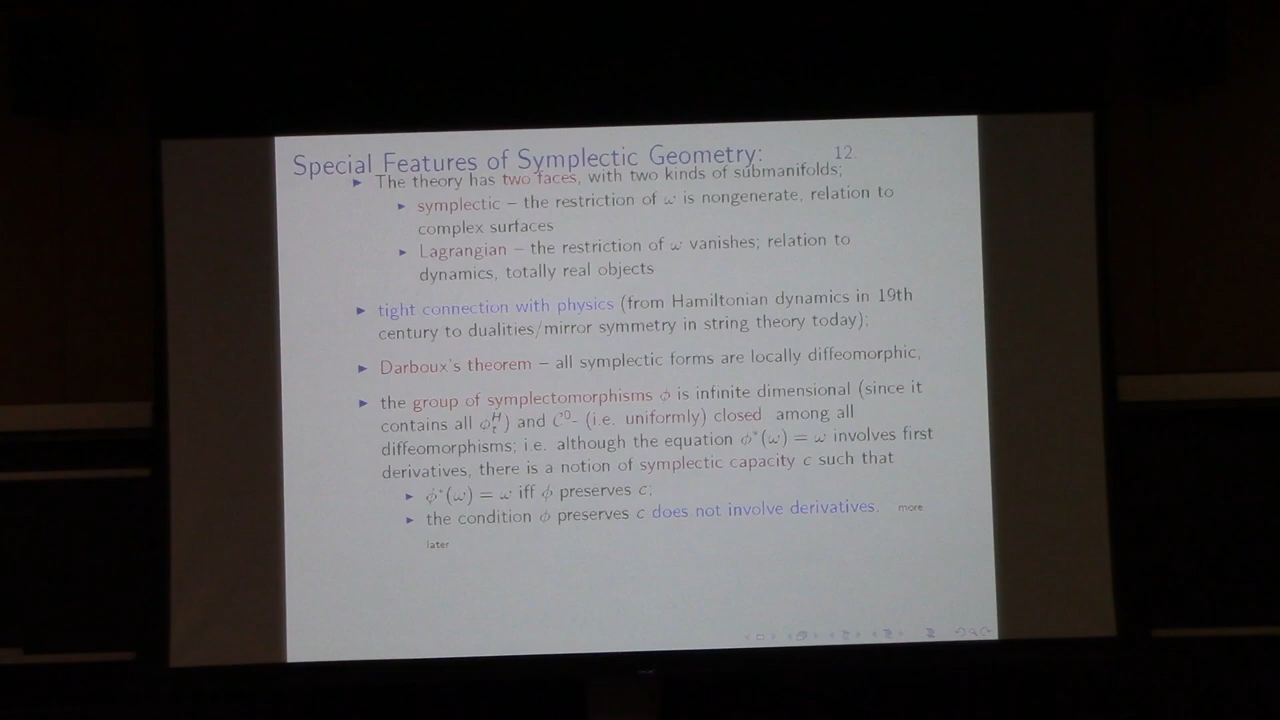 Special Features of Symplectic Geometry: 12.
▶ The theory has two faces, with two kinds of submanifolds;
▶ symplectic – the restriction of ω is nongenerate, relation to
complex surfaces
▶ Lagrangian – the restriction of ω vanishes; relation to
dynamics, totally real objects
▶ tight connection with physics (from Hamiltonian dynamics in 19th
century to dualities/mirror symmetry in string theory today);
▶ Darboux's theorem – all symplectic forms are locally diffeomorphic,
▶ the group of symplectomorphisms ϕ is infinite dimensional (since it
contains all ϕₜᴴ) and C⁰- (i.e. uniformly) closed among all
diffeomorphisms; i.e. although the equation ϕ*(ω) = ω involves first
derivatives, there is a notion of symplectic capacity c such that
▶ ϕ*(ω) = ω iff ϕ preserves c;
▶ the condition ϕ preserves c does not involve derivatives. more
later